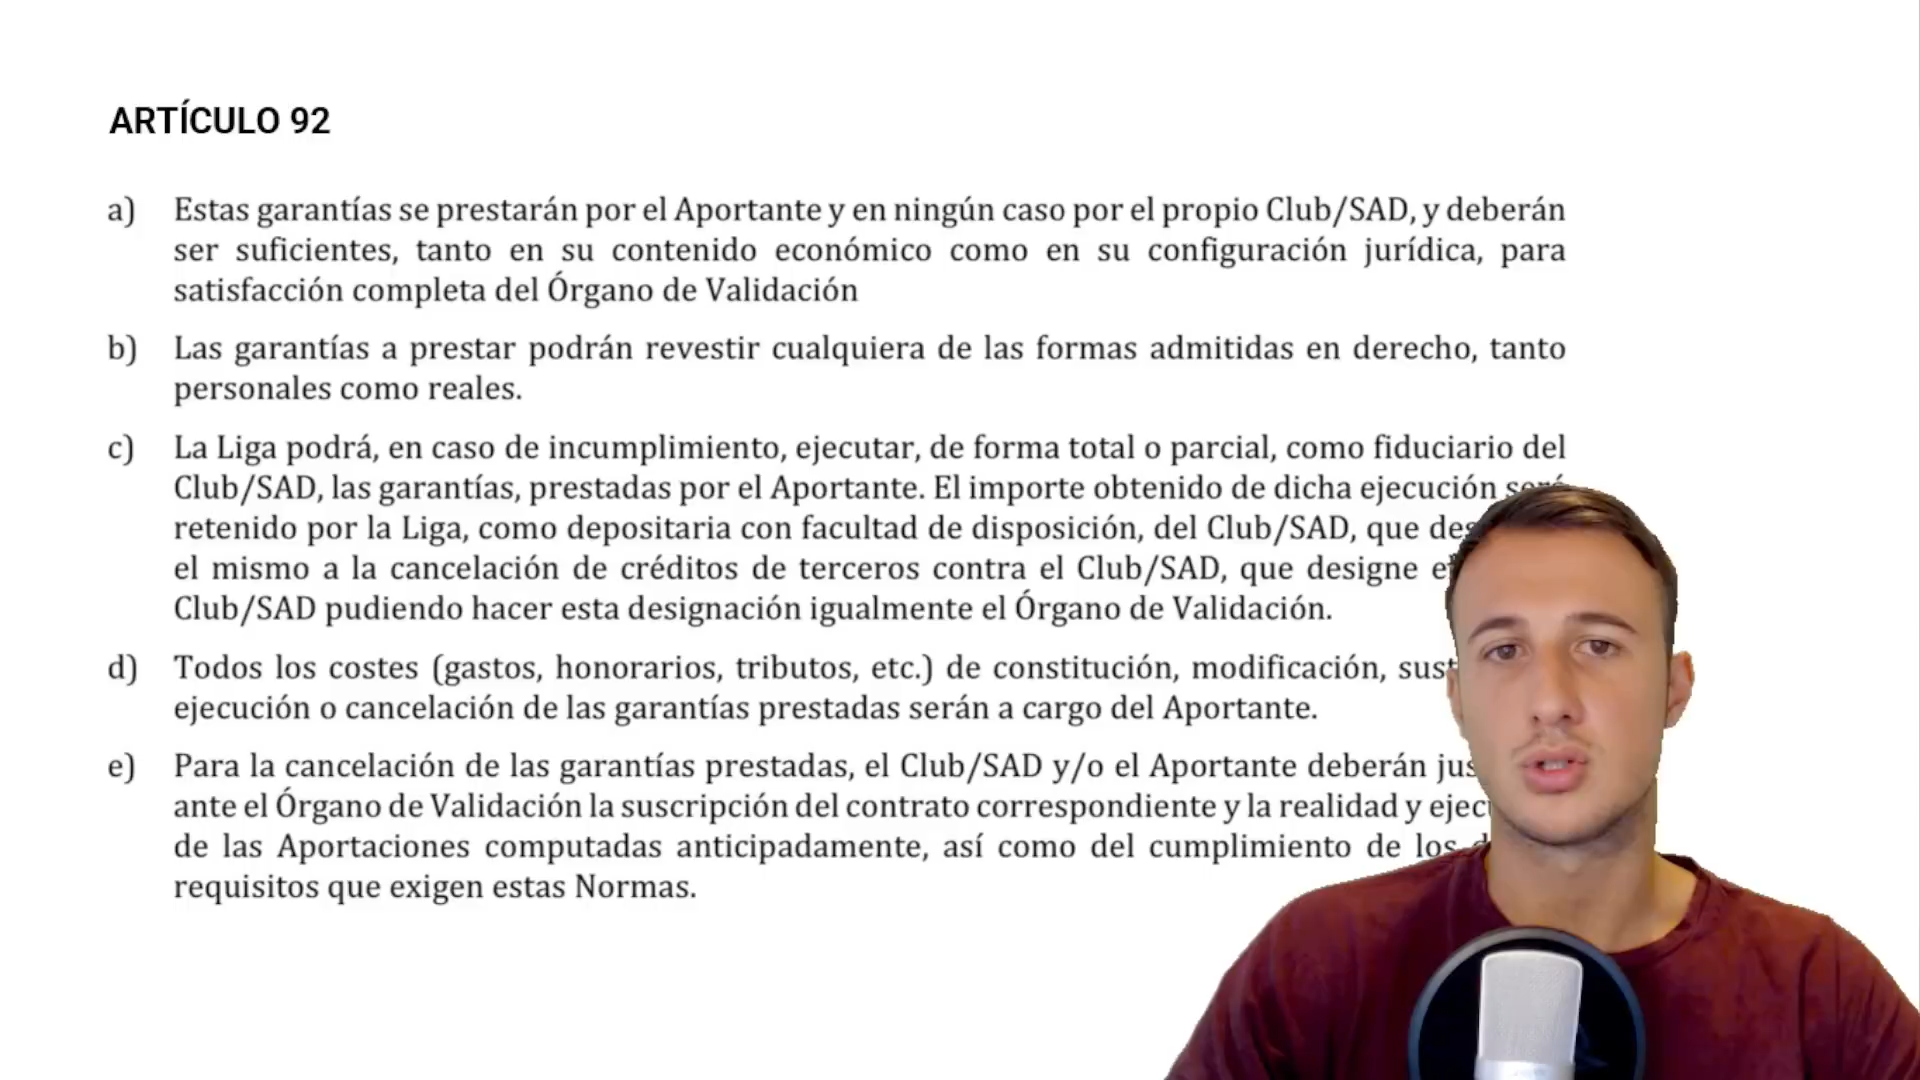 ARTÍCULO 92
a) Estas garantías se prestarán por el Aportante y en ningún caso por el propio Club/SAD, y deberán
ser suficientes, tanto en su contenido económico como en su configuración jurídica, para
satisfacción completa del Órgano de Validación
b) Las garantías a prestar podrán revestir cualquiera de las formas admitidas en derecho, tanto
personales como reales.
c) La Liga podrá, en caso de incumplimiento, ejecutar, de forma total o parcial, como fiduciario del
Club/SAD, las garantías, prestadas por el Aportante. El importe obtenido de dicha ejecución será
retenido por la Liga, como depositaria con facultad de disposición, del Club/SAD, que
el mismo a la cancelación de créditos de terceros contra el Club/SAD, que designe
Club/SAD pudiendo hacer esta designación igualmente el Órgano de Validación.
d) Todos los costes (gastos, honorarios, tributos, etc.) de constitución, modificación,
ejecución o cancelación de las garantías prestadas serán a cargo del Aportante.
e) Para la cancelación de las garantías prestadas, el Club/SAD y/o el Aportante deberán
ante el Órgano de Validación la suscripción del contrato correspondiente y la realidad y
de las Aportaciones computadas anticipadamente, así como del cumplimiento de los
requisitos que exigen estas Normas.